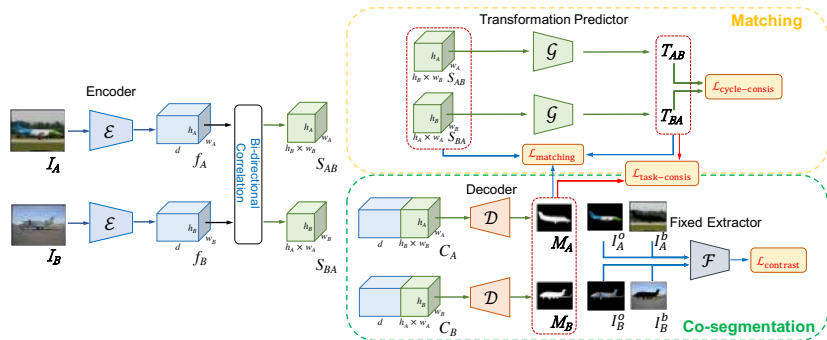 Transformation Predictor
Matching
h_A
w_A
h_B × w_B
S_AB
G
T_AB
L_cycle-consis
h_B
w_B
h_A × w_A
S_BA
G
T_BA
L_matching
L_task-consis
Encoder
I_A
E
h_A
w_A
d
f_A
Bi-directional
Correlation
h_A
w_A
h_B × w_B
S_AB
I_B
E
h_B
w_B
d
f_B
h_B
w_B
h_A × w_A
S_BA
Decoder
h_A
w_A
d
h_B × w_B
C_A
D
M_A
h_B
w_B
d
h_A × w_A
C_B
D
M_B
Fixed Extractor
I_A^o
I_A^b
F
L_contrast
I_B^o
I_B^b
Co-segmentation